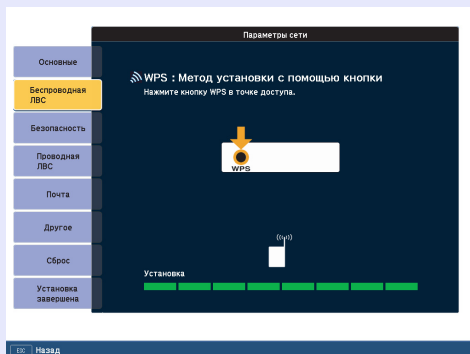 Параметры сети
Основные
Беспроводная
ЛВС
Безопасность
Проводная
ЛВС
Почта
Другое
Сброс
Установка
завершена
WPS : Метод установки с помощью кнопки
Нажмите кнопку WPS в точке доступа.
WPS
Установка
ESC Назад